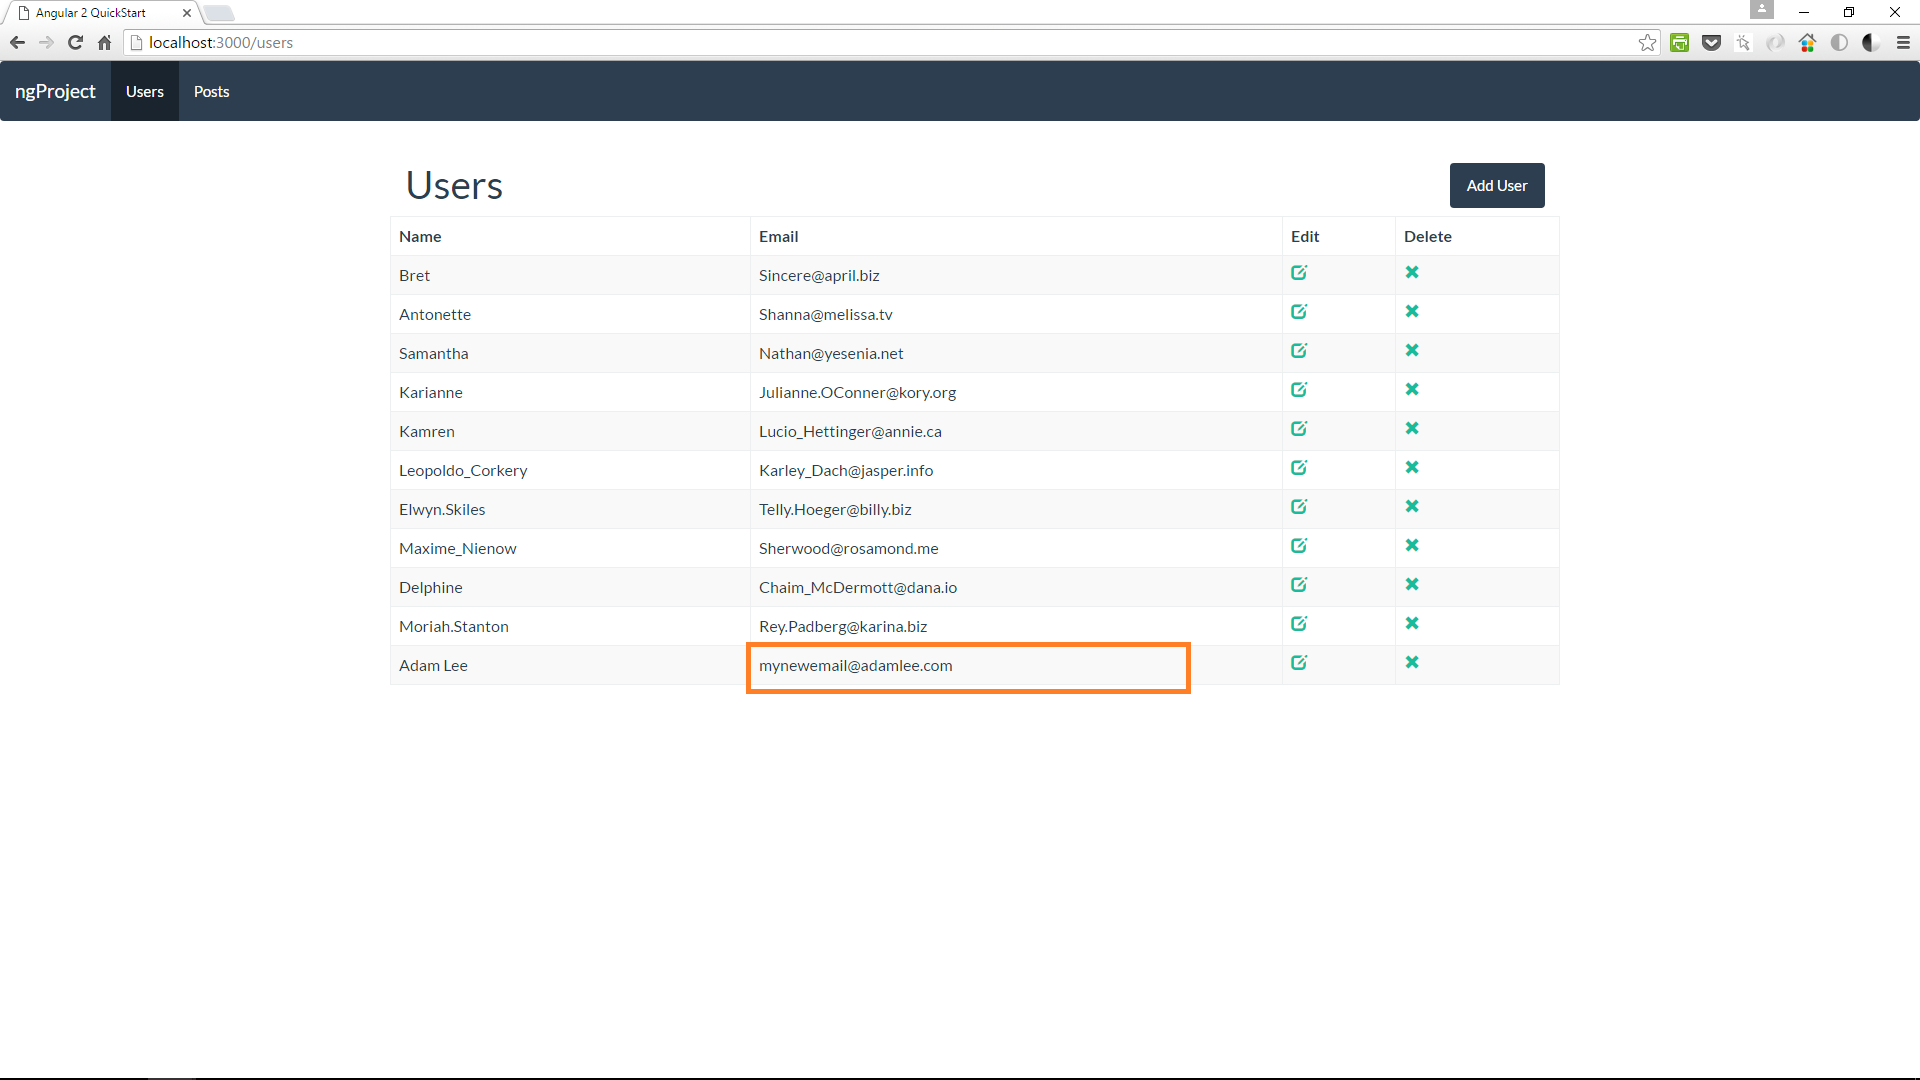 Angular 2 QuickStart
localhost:3000/users
ngProject Users Posts
Users Add User
Name Email Edit Delete
Bret Sincere@april.biz
Antonette Shanna@melissa.tv
Samantha Nathan@yesenia.net
Karianne Julianne.OConner@kory.org
Kamren Lucio_Hettinger@annie.ca
Leopoldo_Corkery Karley_Dach@jasper.info
Elwyn.Skiles Telly.Hoeger@billy.biz
Maxime_Nienow Sherwood@rosamond.me
Delphine Chaim_McDermott@dana.io
Moriah.Stanton Rey.Padberg@karina.biz
Adam Lee mynewemail@adamlee.com